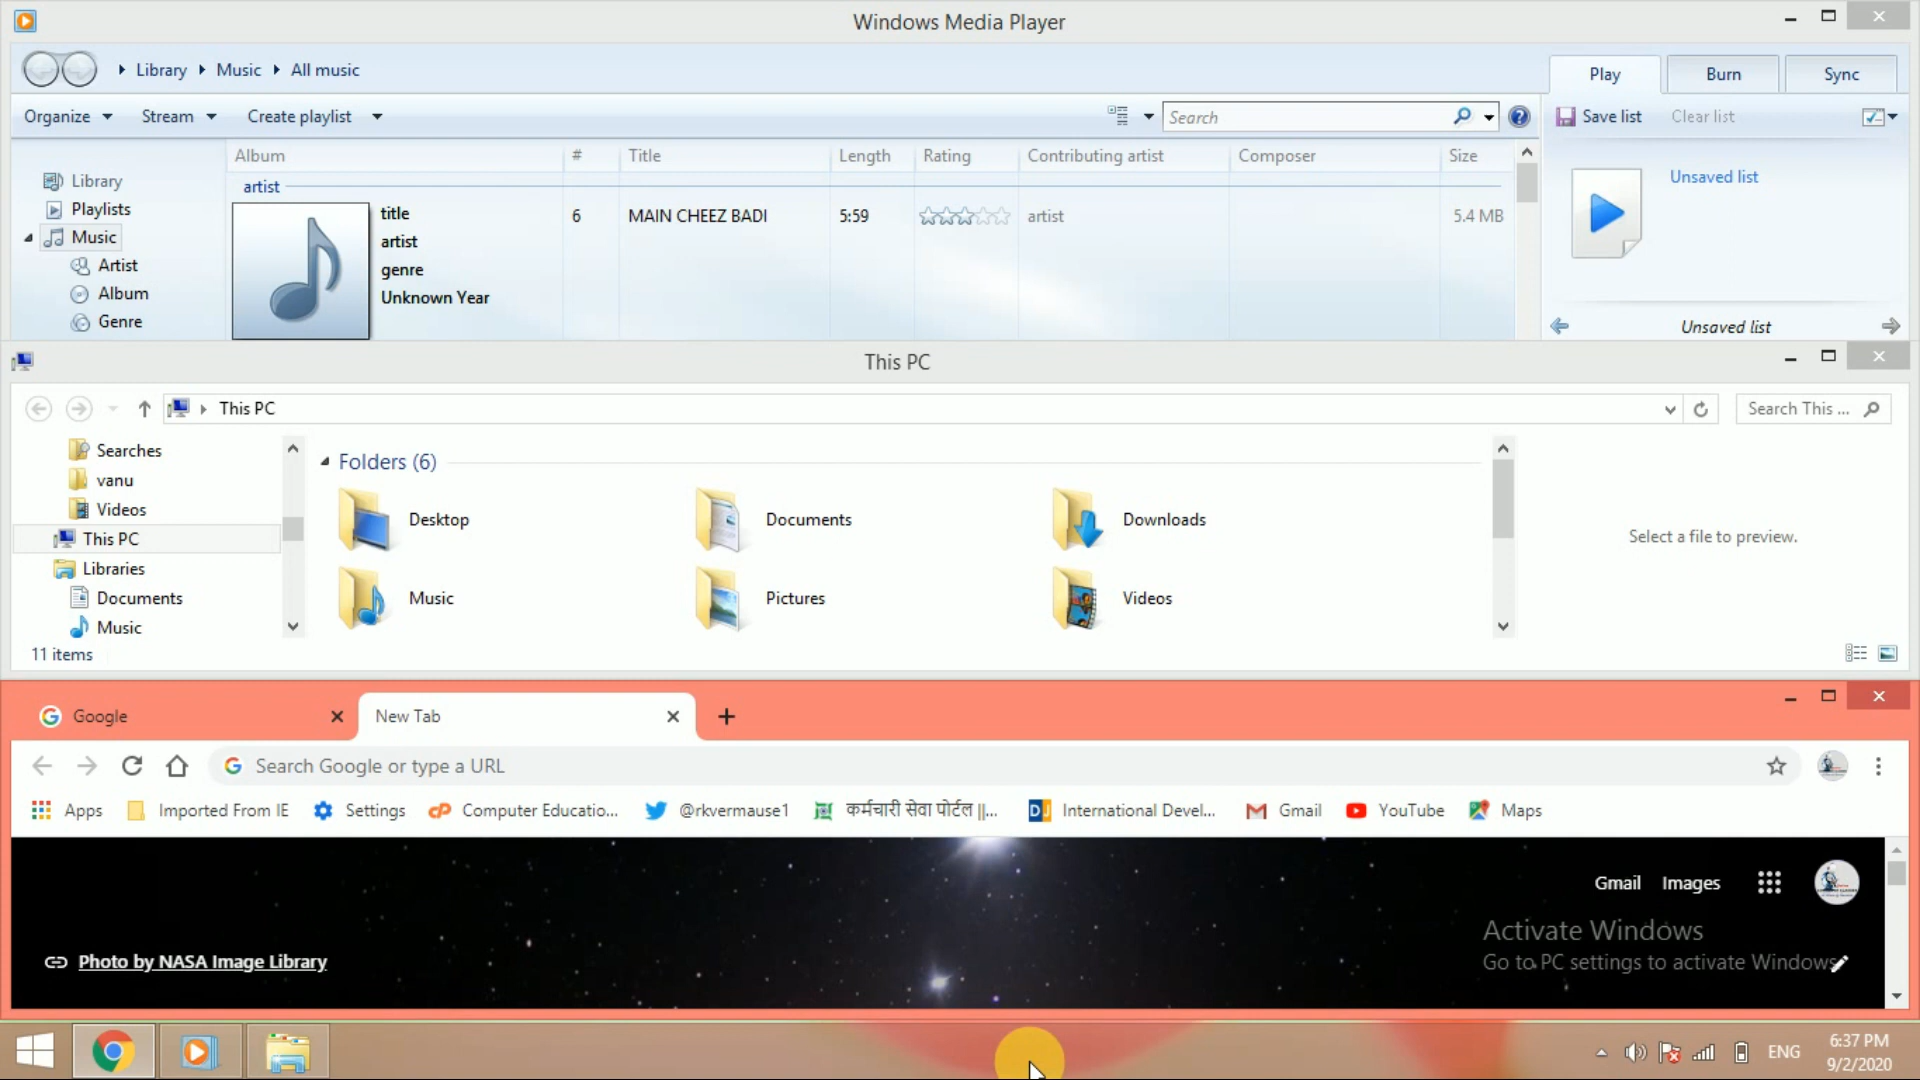 Windows Media Player
Library Music All music
Play Burn Sync
Organize Stream Create playlist
Search
Save list Clear list
Album # Title Length Rating Contributing artist Composer Size
Library
Playlists
Music
Artist
Album
Genre
artist
title
artist
genre
Unknown Year
6 MAIN CHEEZ BADI 5:59 artist 5.4 MB
Unsaved list
Unsaved list
This PC
This PC
Search This ...
Searches
vanu
Videos
This PC
Libraries
Documents
Music
Folders (6)
Desktop Documents Downloads
Music Pictures Videos
Select a file to preview.
11 items
Google New Tab
Search Google or type a URL
Apps Imported From IE Settings Computer Educatio... @rkvermause1 कर्मचारी सेवा पोर्टल ||... International Devel... Gmail YouTube Maps
Gmail Images
Activate Windows
Go to PC settings to activate Windows
Photo by NASA Image Library
ENG
6:37 PM
9/2/2020